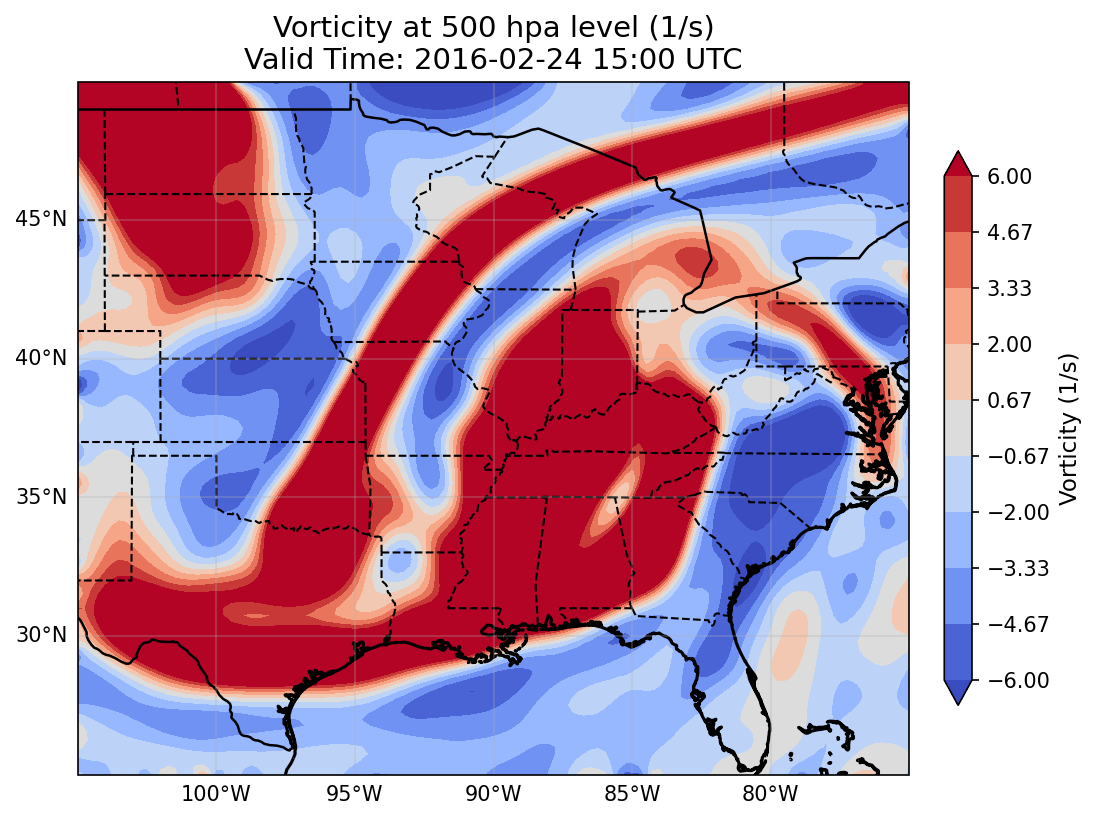 Vorticity at 500 hpa level (1/s)
Valid Time: 2016-02-24 15:00 UTC
45°N
40°N
35°N
30°N
100°W
95°W
90°W
85°W
80°W
6.00
4.67
3.33
2.00
0.67
−0.67
−2.00
−3.33
−4.67
−6.00
Vorticity (1/s)